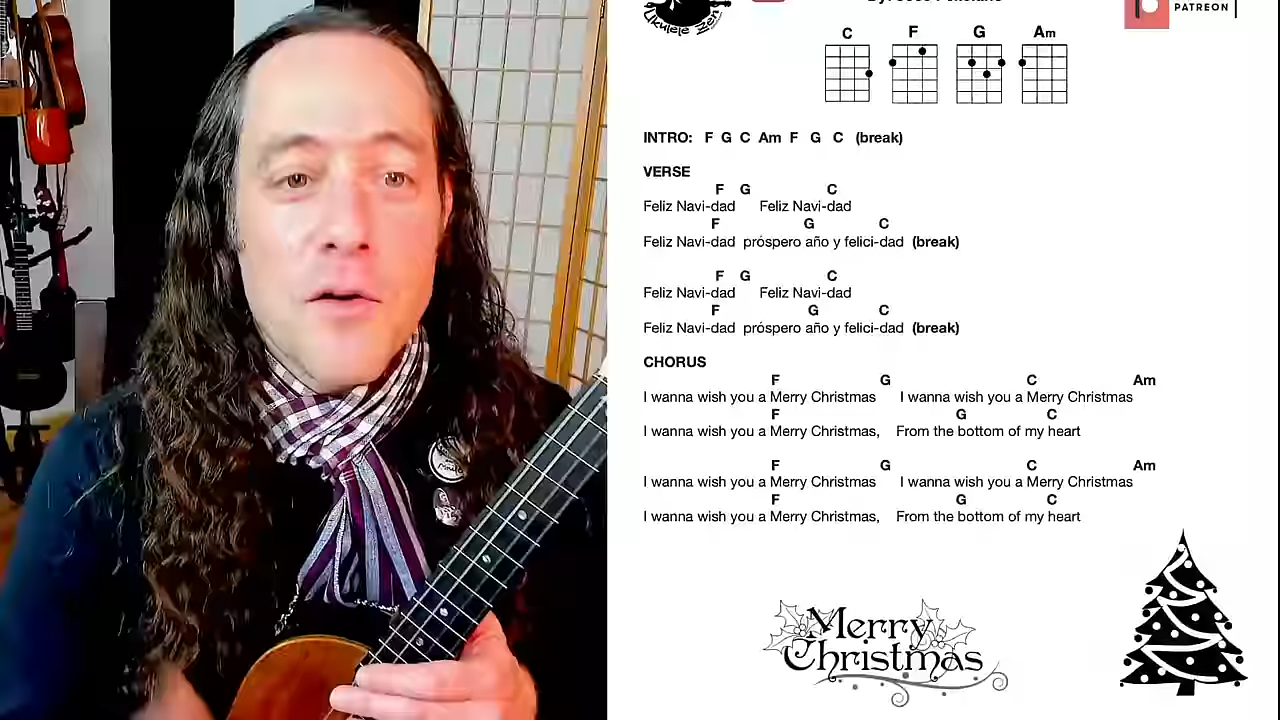 Ukulele Zen
PATREON
C F G Am
INTRO: F G C Am F G C (break)
VERSE
F G C
Feliz Navi-dad Feliz Navi-dad
F G C
Feliz Navi-dad próspero año y felici-dad (break)
F G C
Feliz Navi-dad Feliz Navi-dad
F G C
Feliz Navi-dad próspero año y felici-dad (break)
CHORUS
F G C Am
I wanna wish you a Merry Christmas I wanna wish you a Merry Christmas
F G C
I wanna wish you a Merry Christmas, From the bottom of my heart
F G C Am
I wanna wish you a Merry Christmas I wanna wish you a Merry Christmas
F G C
I wanna wish you a Merry Christmas, From the bottom of my heart
Merry
Christmas